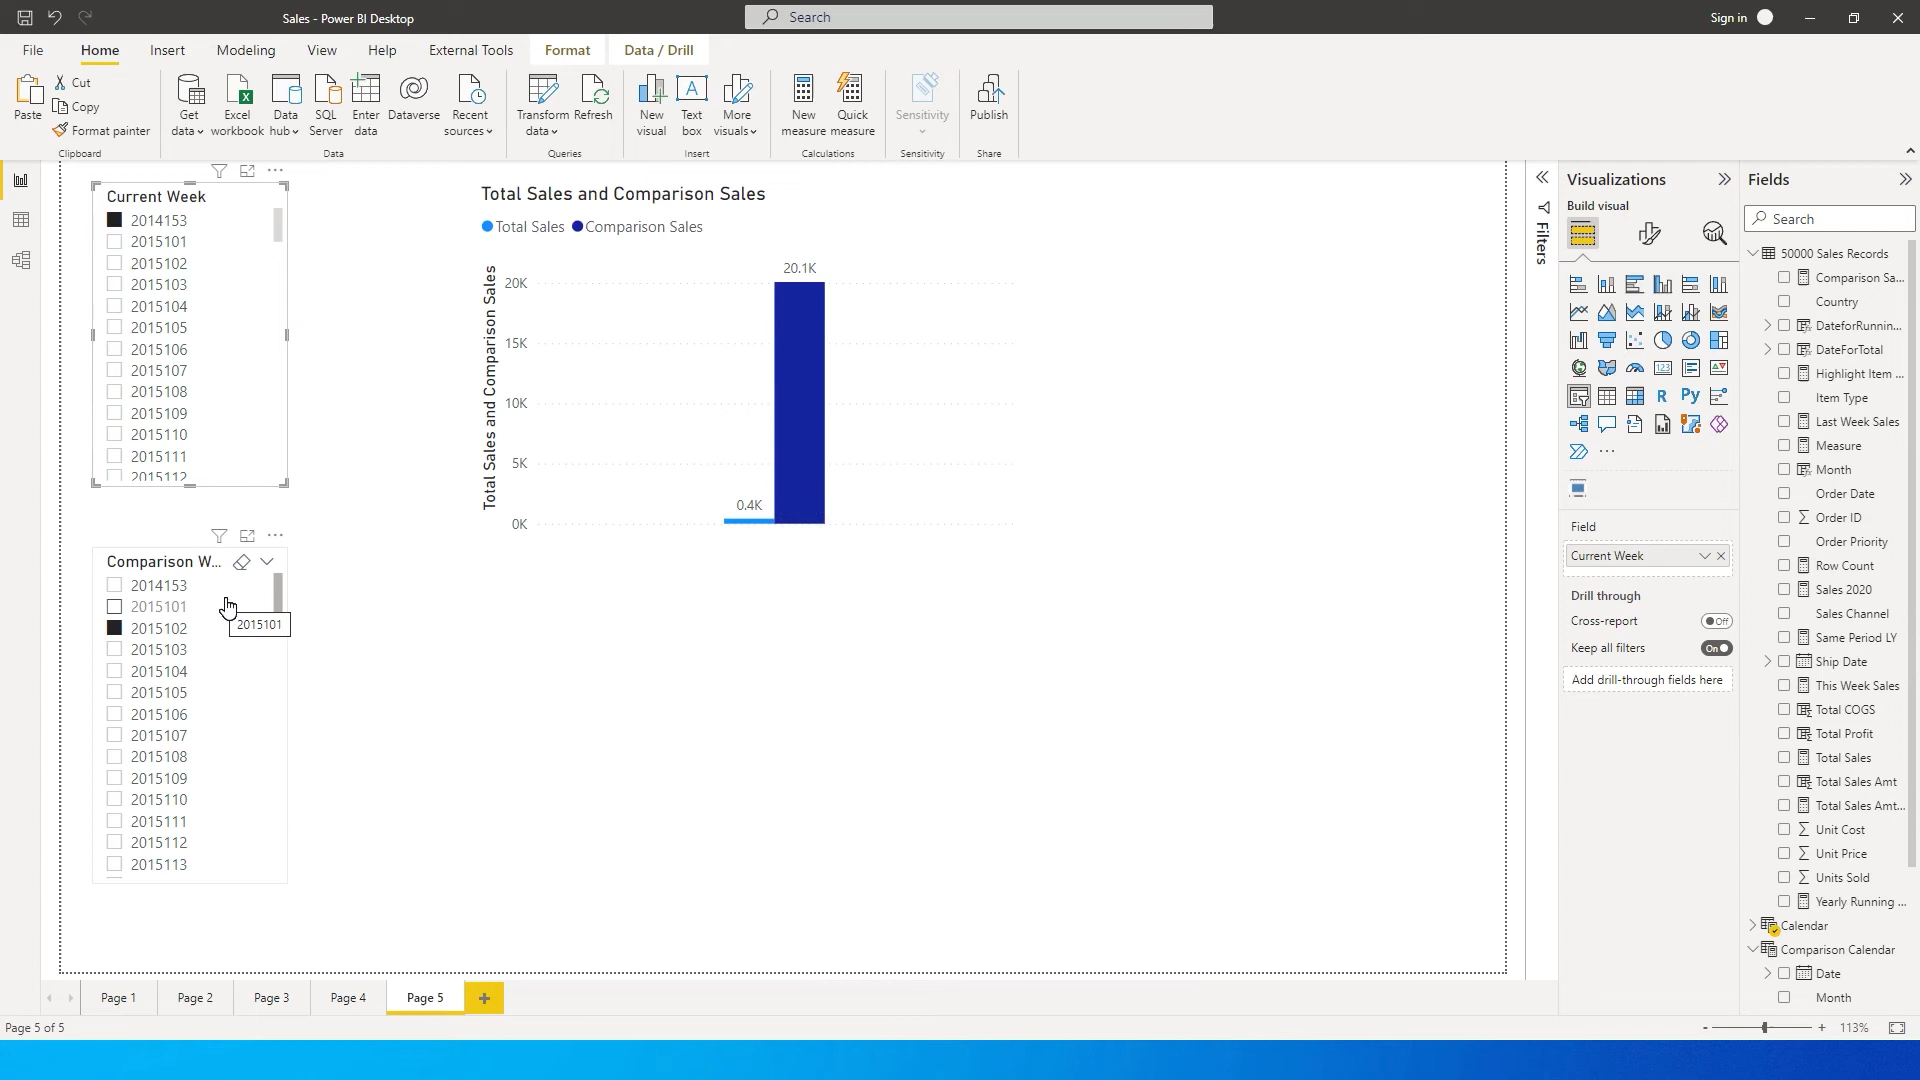 Sales - Power BI Desktop
Search
Sign in
File
Home
Insert
Modeling
View
Help
External Tools
Format
Data / Drill
Paste
Cut
Copy
Format painter
Clipboard
Get data
Excel workbook
Data hub
SQL Server
Enter data
Dataverse
Recent sources
Data
Transform data
Refresh
Queries
New visual
Text box
More visuals
Insert
New measure
Quick measure
Calculations
Sensitivity
Sensitivity
Publish
Share
Current Week
2014153
2015101
2015102
2015103
2015104
2015105
2015106
2015107
2015108
2015109
2015110
2015111
2015112
Comparison W...
2014153
2015101
2015101
2015102
2015103
2015104
2015105
2015106
2015107
2015108
2015109
2015110
2015111
2015112
2015113
Total Sales and Comparison Sales
Total Sales
Comparison Sales
Total Sales and Comparison Sales
20K
15K
10K
5K
0K
0.4K
20.1K
Filters
Visualizations
Build visual
123
R
Py
Field
Current Week
Drill through
Cross-report
Off
Keep all filters
On
Add drill-through fields here
Fields
Search
50000 Sales Records
Comparison Sa...
Country
DateforRunnin...
DateForTotal
Highlight Item ...
Item Type
Last Week Sales
Measure
Month
Order Date
Order ID
Order Priority
Row Count
Sales 2020
Sales Channel
Same Period LY
Ship Date
This Week Sales
Total COGS
Total Profit
Total Sales
Total Sales Amt
Total Sales Amt...
Unit Cost
Unit Price
Units Sold
Yearly Running ...
Calendar
Comparison Calendar
Date
Month
Page 1
Page 2
Page 3
Page 4
Page 5
Page 5 of 5
- + 113%